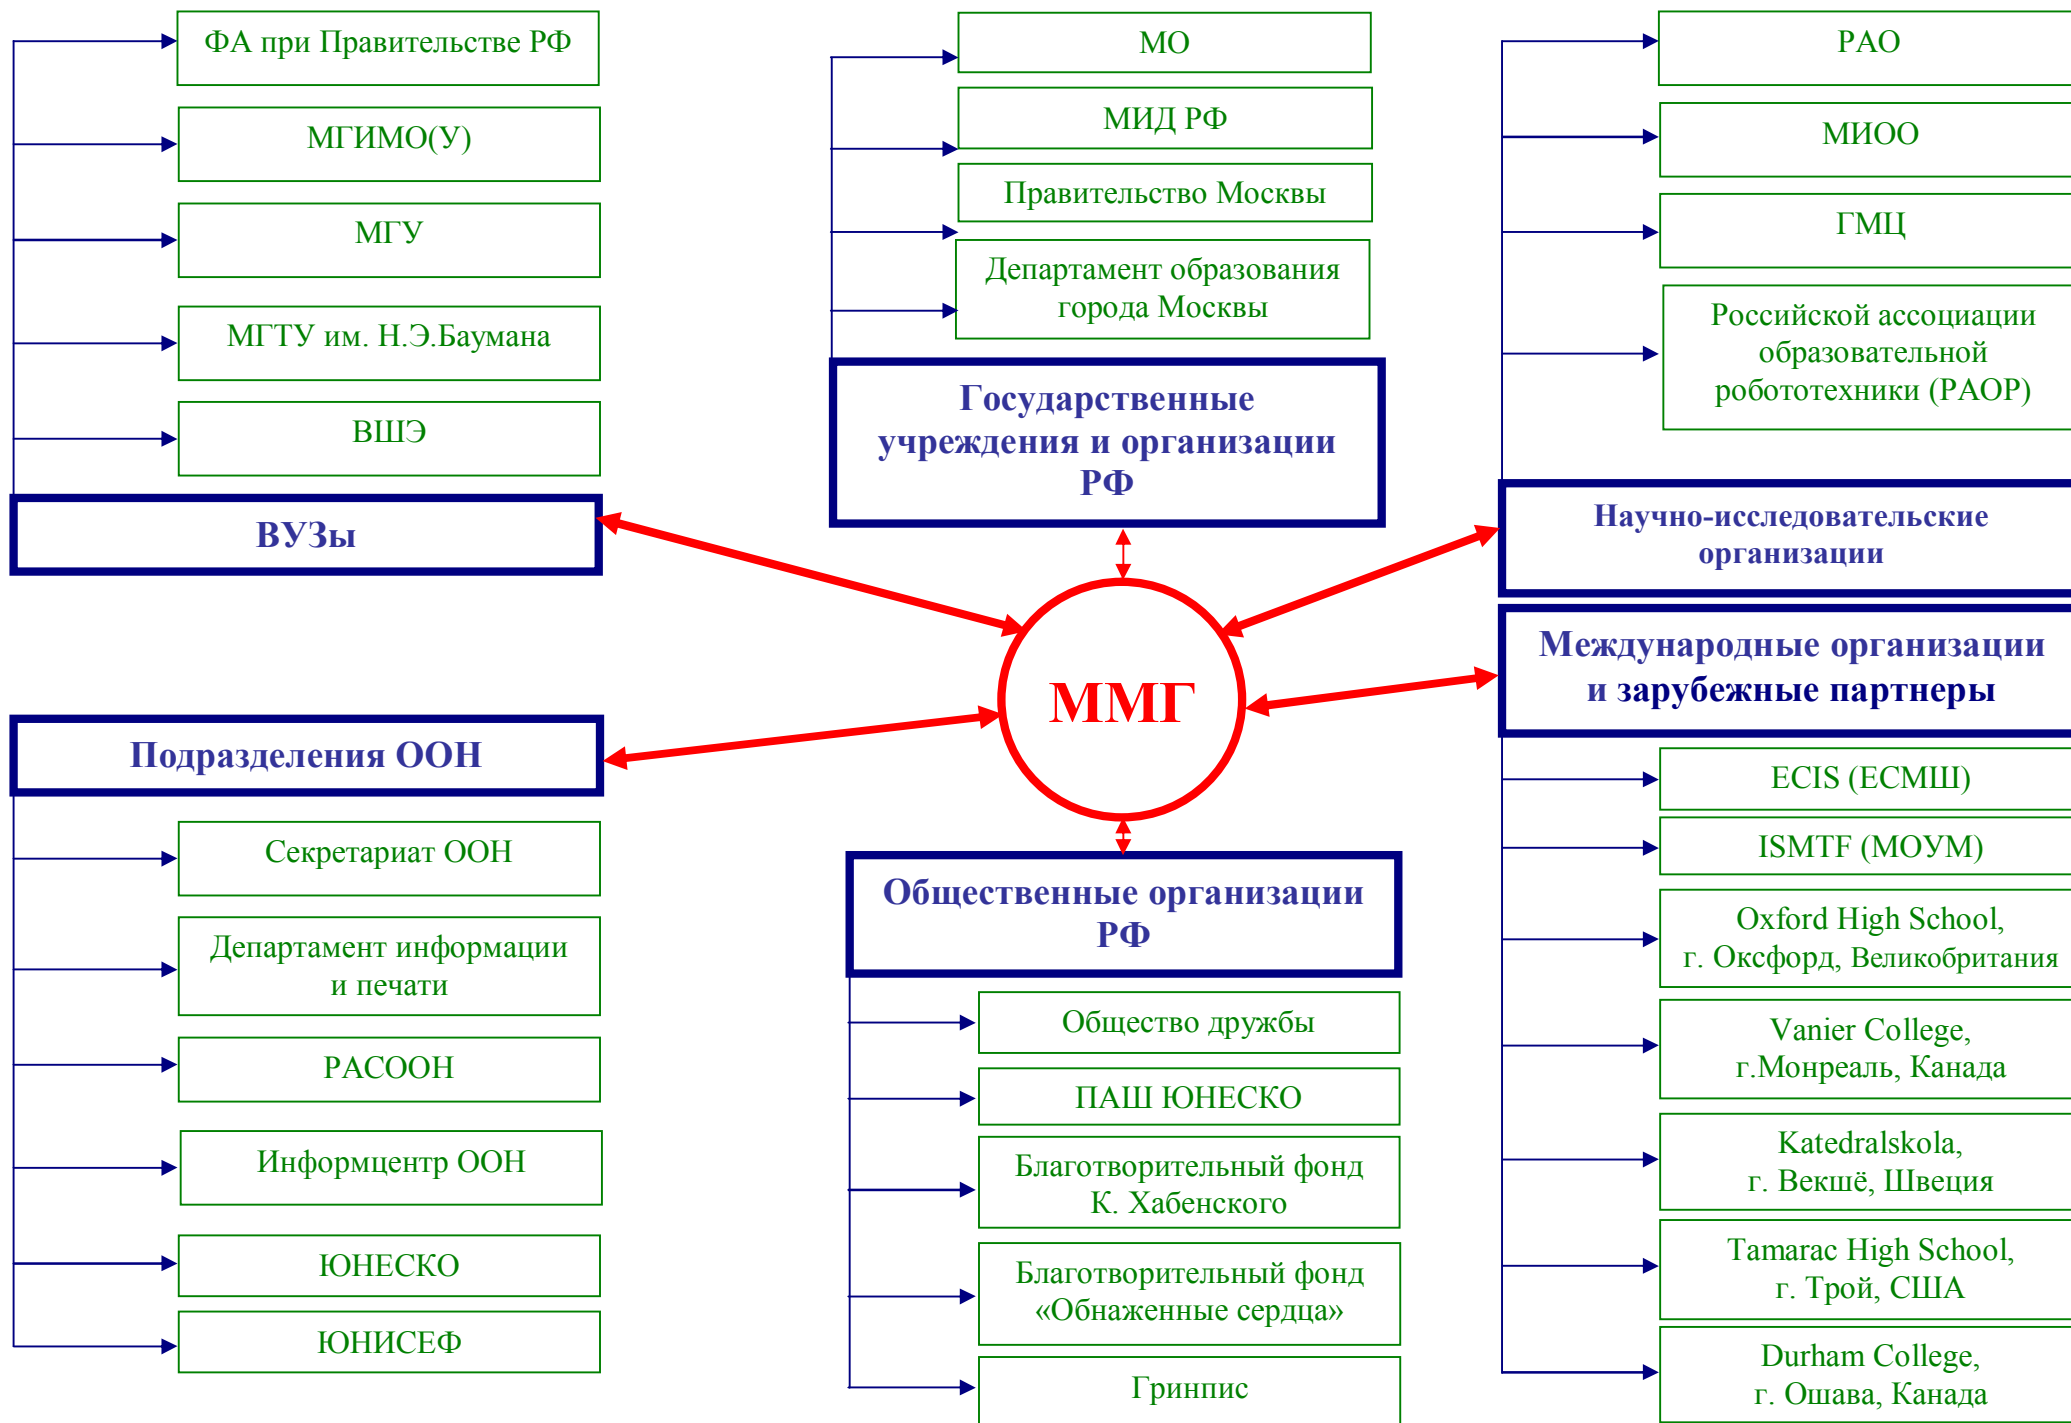 ФА при Правительстве РФ
МГИМО(У)
МГУ
МГТУ им. Н.Э.Баумана
ВШЭ
ВУЗы
МО
МИД РФ
Правительство Москвы
Департамент образования
города Москвы
Государственные
учреждения и организации
РФ
РАО
МИОО
ГМЦ
Российской ассоциации
образовательной
робототехники (РАОР)
Научно-исследовательские
организации
ММГ
Международные организации
и зарубежные партнеры
ECIS (ЕСМШ)
ISMTF (МОУМ)
Oxford High School,
г. Оксфорд, Великобритания
Vanier College,
г.Монреаль, Канада
Katedralskola,
г. Векшё, Швеция
Tamarac High School,
г. Трой, США
Durham College,
г. Ошава, Канада
Подразделения ООН
Секретариат ООН
Департамент информации
и печати
РАСООН
Информцентр ООН
ЮНЕСКО
ЮНИСЕФ
Общественные организации
РФ
Общество дружбы
ПАШ ЮНЕСКО
Благотворительный фонд
К. Хабенского
Благотворительный фонд
«Обнаженные сердца»
Гринпис